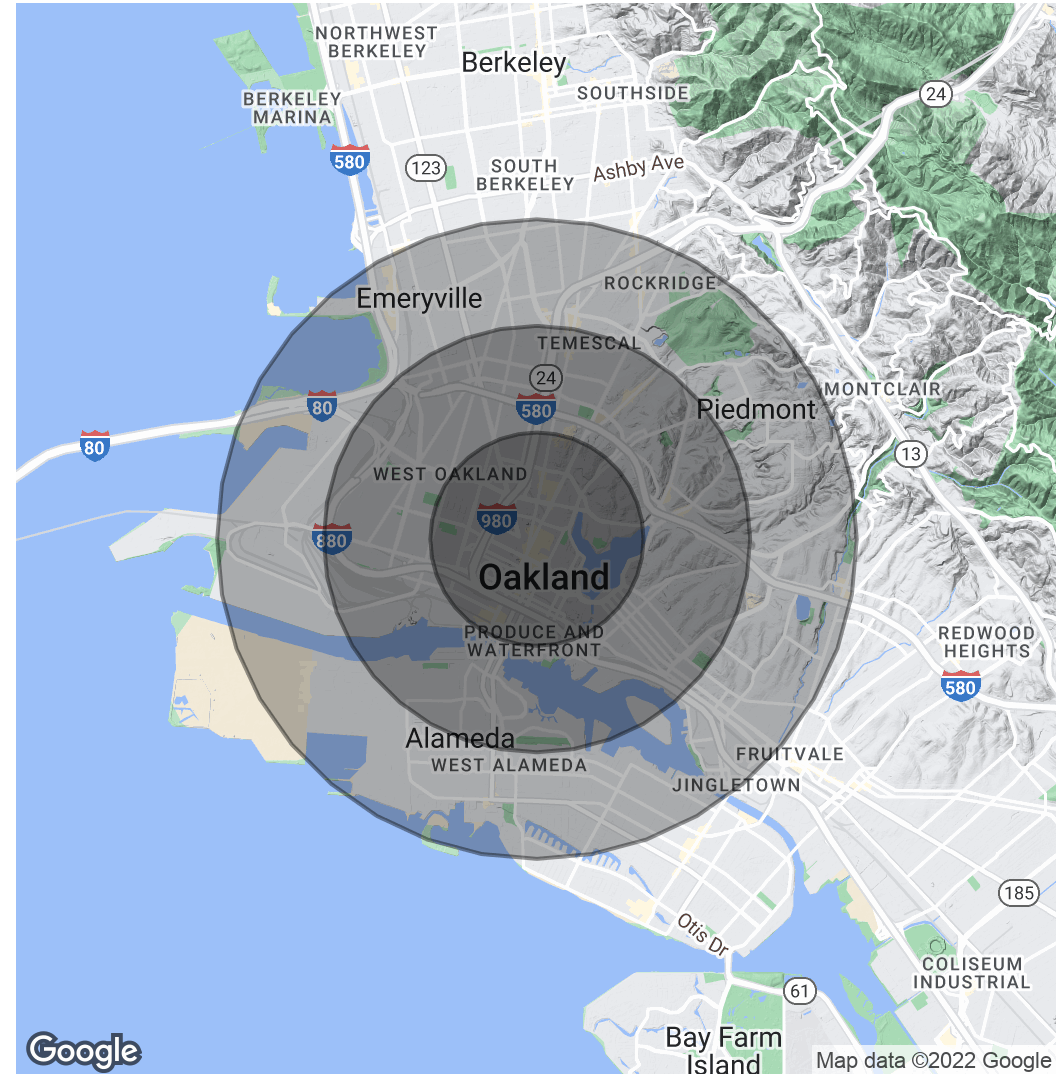 NORTHWEST
BERKELEY
Berkeley
24
SOUTHSIDE
BERKELEY
MARINA
580
123
SOUTH
BERKELEY
Ashby Ave
ROCKRIDGE
Emeryville
TEMESCAL
24
MONTCLAIR
80
580
Piedmont
80
13
WEST OAKLAND
980
880
Oakland
PRODUCE AND
WATERFRONT
REDWOOD
HEIGHTS
580
Alameda
WEST ALAMEDA
FRUITVALE
JINGLETOWN
185
Otis Dr
COLISEUM
INDUSTRIAL
61
Bay Farm
Island
Google
Map data ©2022 Google